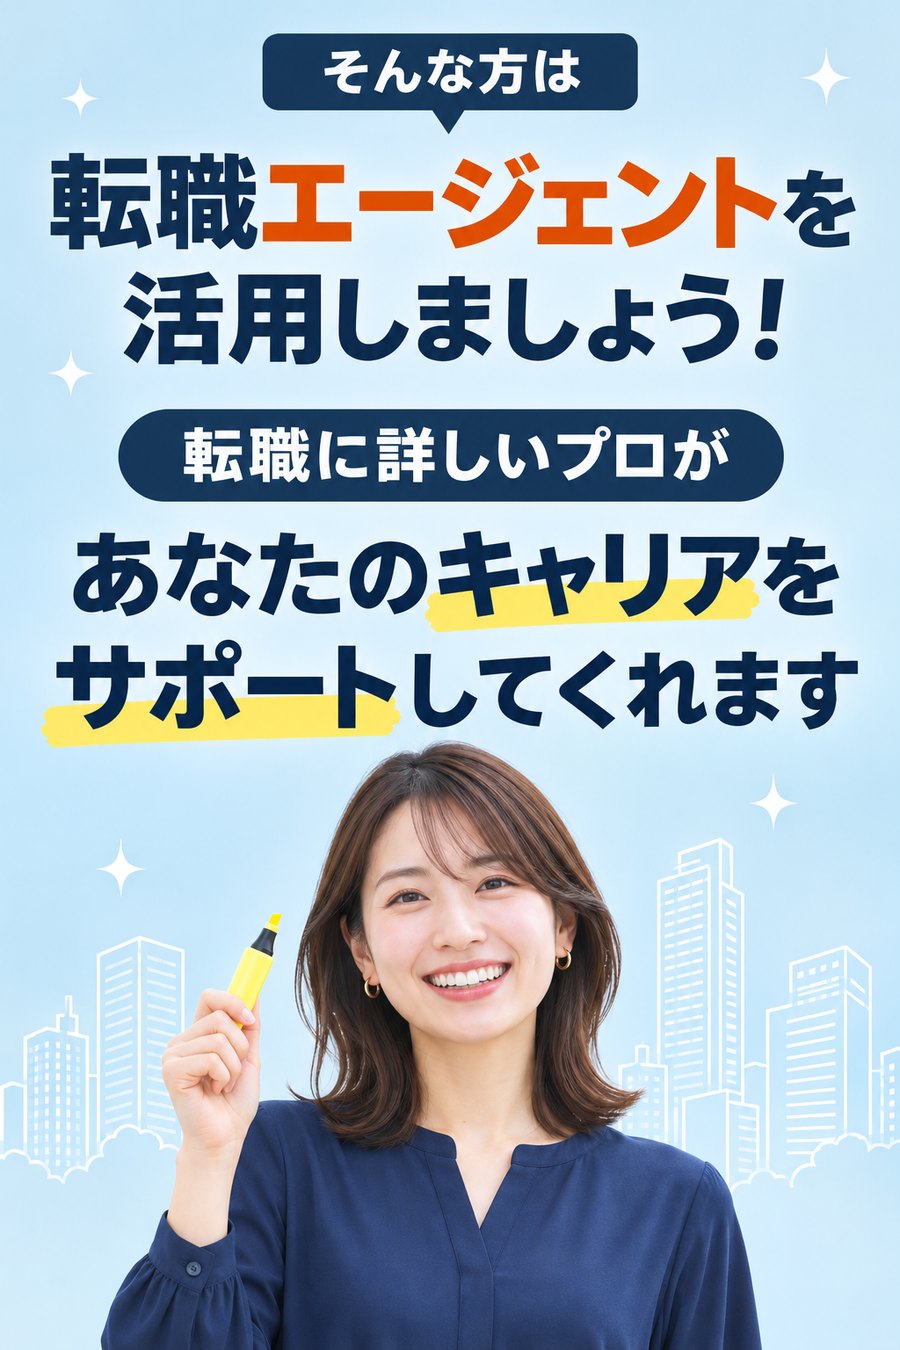 そんな方は
転職エージェントを
活用しましょう!
転職に詳しいプロが
あなたのキャリアを
サポートしてくれます